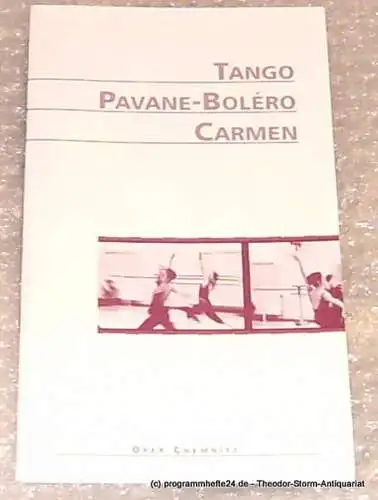 TANGO
PAVANE-BOLÉRO
CARMEN
OPER CHEMNITZ
(c) programmhefte24.de - Theodor-Storm-Antiquariat